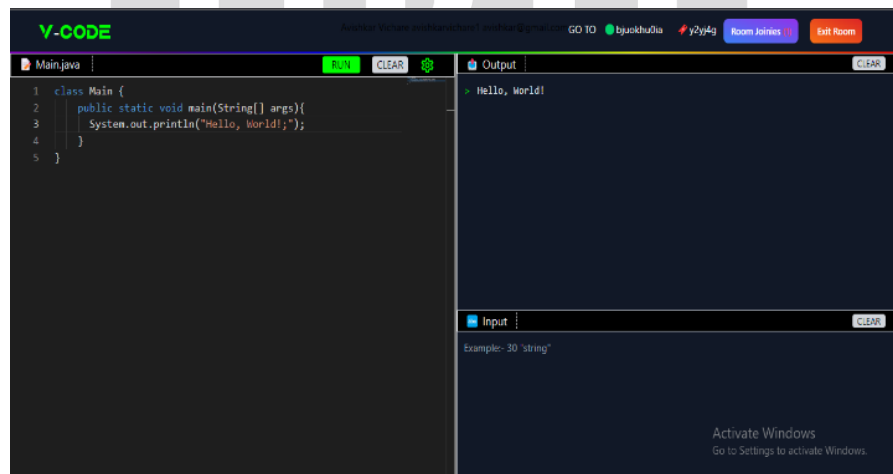 V-CODE
GO TO bjuokhu0ia y2yj4g Room Joinies (1) Exit Room
Main.java RUN CLEAR
1 class Main {
2 public static void main(String[] args){
3 System.out.println("Hello, World!;");
4 }
5 }
Output CLEAR
> Hello, World!
Input CLEAR
Example:- 30 "string"
Activate Windows
Go to Settings to activate Windows.